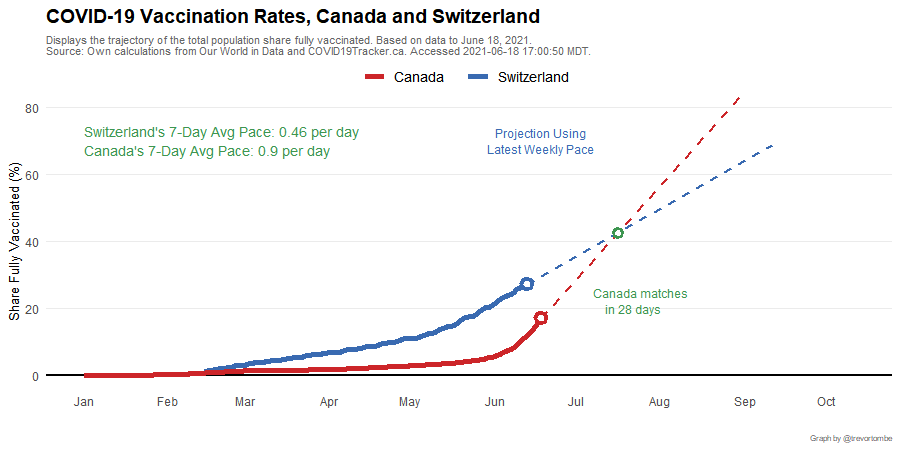 COVID-19 Vaccination Rates, Canada and Switzerland
Displays the trajectory of the total population share fully vaccinated. Based on data to June 18, 2021.
Source: Own calculations from Our World in Data and COVID19Tracker.ca. Accessed 2021-06-18 17:00:50 MDT.
Canada
Switzerland
Share Fully Vaccinated (%)
80
60
40
20
0
Switzerland's 7-Day Avg Pace: 0.46 per day
Canada's 7-Day Avg Pace: 0.9 per day
Projection Using
Latest Weekly Pace
Canada matches
in 28 days
Jan
Feb
Mar
Apr
May
Jun
Jul
Aug
Sep
Oct
Graph by @trevortombe